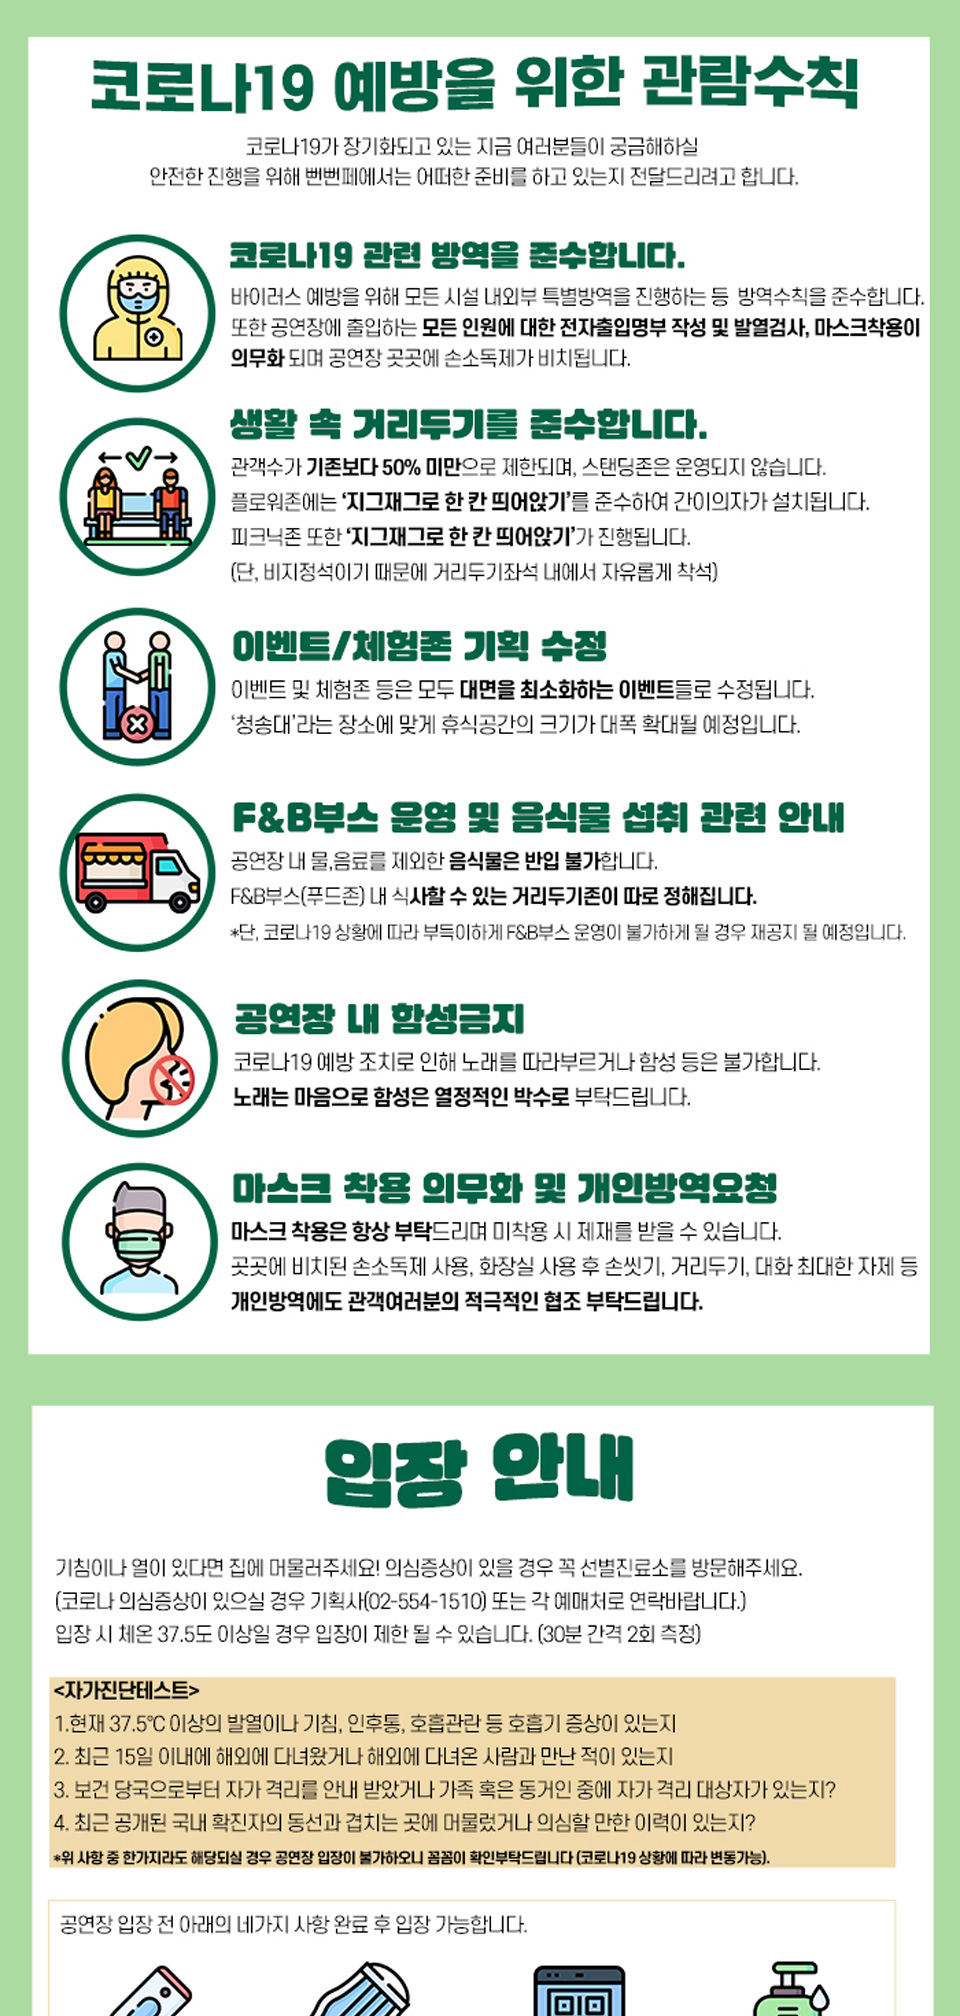 코로나19 예방을 위한 관람수칙
코로나19가 장기화되고 있는 지금 여러분들이 궁금해하실
안전한 진행을 위해 뻔뻔페에서는 어떠한 준비를 하고 있는지 전달드리려고 합니다.
코로나19 관련 방역을 준수합니다.
바이러스 예방을 위해 모든 시설 내외부 특별방역을 진행하는 등 방역수칙을 준수합니다.
또한 공연장에 출입하는 모든 인원에 대한 전자출입명부 작성 및 발열검사, 마스크착용이
의무화 되며 공연장 곳곳에 손소독제가 비치됩니다.
생활 속 거리두기를 준수합니다.
관객수가 기존보다 50% 미만으로 제한되며, 스탠딩존은 운영되지 않습니다.
플로워존에는 ‘지그재그로 한 칸 띄어앉기’를 준수하여 간이의자가 설치됩니다.
피크닉존 또한 ‘지그재그로 한 칸 띄어앉기’가 진행됩니다.
(단, 비지정석이기 때문에 거리두기좌석 내에서 자유롭게 착석)
이벤트/체험존 기획 수정
이벤트 및 체험존 등은 모두 대면을 최소화하는 이벤트들로 수정됩니다.
‘청송대’라는 장소에 맞게 휴식공간의 크기가 대폭 확대될 예정입니다.
F&B부스 운영 및 음식물 섭취 관련 안내
공연장 내 물,음료를 제외한 음식물은 반입 불가합니다.
F&B부스(푸드존) 내 식사할 수 있는 거리두기존이 따로 정해집니다.
*단, 코로나19 상황에 따라 부득이하게 F&B부스 운영이 불가하게 될 경우 재공지 될 예정입니다.
공연장 내 함성금지
코로나19 예방 조치로 인해 노래를 따라부르거나 함성 등은 불가합니다.
노래는 마음으로 함성은 열정적인 박수로 부탁드립니다.
마스크 착용 의무화 및 개인방역요청
마스크 착용은 항상 부탁드리며 미착용 시 제재를 받을 수 있습니다.
곳곳에 비치된 손소독제 사용, 화장실 사용 후 손씻기, 거리두기, 대화 최대한 자제 등
개인방역에도 관객여러분의 적극적인 협조 부탁드립니다.
입장 안내
기침이나 열이 있다면 집에 머물러주세요! 의심증상이 있을 경우 꼭 선별진료소를 방문해주세요.
(코로나 의심증상이 있으실 경우 기획사(02-554-1510) 또는 각 예매처로 연락바랍니다.)
입장 시 체온 37.5도 이상일 경우 입장이 제한 될 수 있습니다. (30분 간격 2회 측정)
<자가진단테스트>
1.현재 37.5℃ 이상의 발열이나 기침, 인후통, 호흡관란 등 호흡기 증상이 있는지
2. 최근 15일 이내에 해외에 다녀왔거나 해외에 다녀온 사람과 만난 적이 있는지
3. 보건 당국으로부터 자가 격리를 안내 받았거나 가족 혹은 동거인 중에 자가 격리 대상자가 있는지?
4. 최근 공개된 국내 확진자의 동선과 겹치는 곳에 머물렀거나 의심할 만한 이력이 있는지?
*위 사항 중 한가지라도 해당되실 경우 공연장 입장이 불가하오니 꼼꼼이 확인부탁드립니다 (코로나19 상황에 따라 변동가능).
공연장 입장 전 아래의 네가지 사항 완료 후 입장 가능합니다.